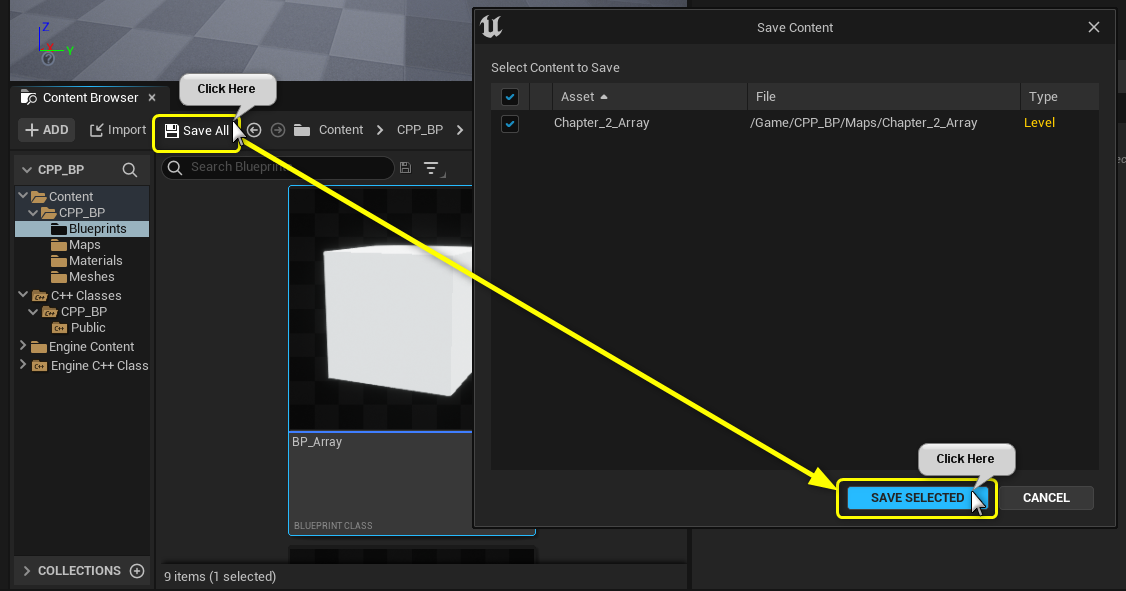 Z
Y
Save Content
Select Content to Save
Click Here
Content Browser
Asset
File
Type
ADD
Import
Save All
Content
CPP_BP
Chapter_2_Array
/Game/CPP_BP/Maps/Chapter_2_Array
Level
CPP_BP
Search Blueprints
Content
CPP_BP
Blueprints
Maps
Materials
Meshes
C++ Classes
CPP_BP
Public
Engine Content
Engine C++ Class
BP_Array
BLUEPRINT CLASS
Click Here
SAVE SELECTED
CANCEL
COLLECTIONS
9 items (1 selected)